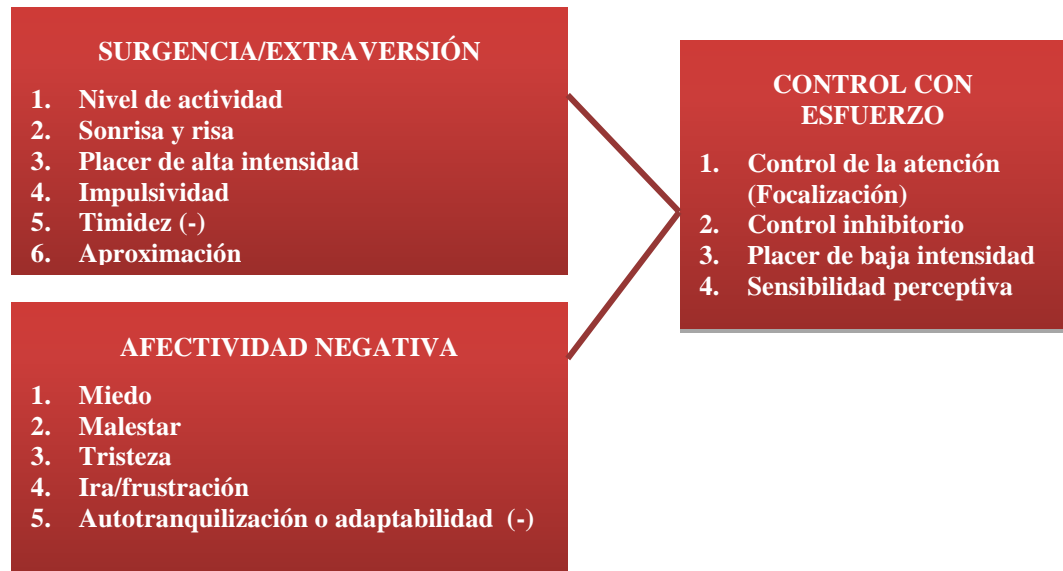 SURGENCIA/EXTRAVERSIÓN
1. Nivel de actividad
2. Sonrisa y risa
3. Placer de alta intensidad
4. Impulsividad
5. Timidez (-)
6. Aproximación
AFECTIVIDAD NEGATIVA
1. Miedo
2. Malestar
3. Tristeza
4. Ira/frustración
5. Autotranquilización o adaptabilidad (-)
CONTROL CON
ESFUERZO
1. Control de la atención
(Focalización)
2. Control inhibitorio
3. Placer de baja intensidad
4. Sensibilidad perceptiva